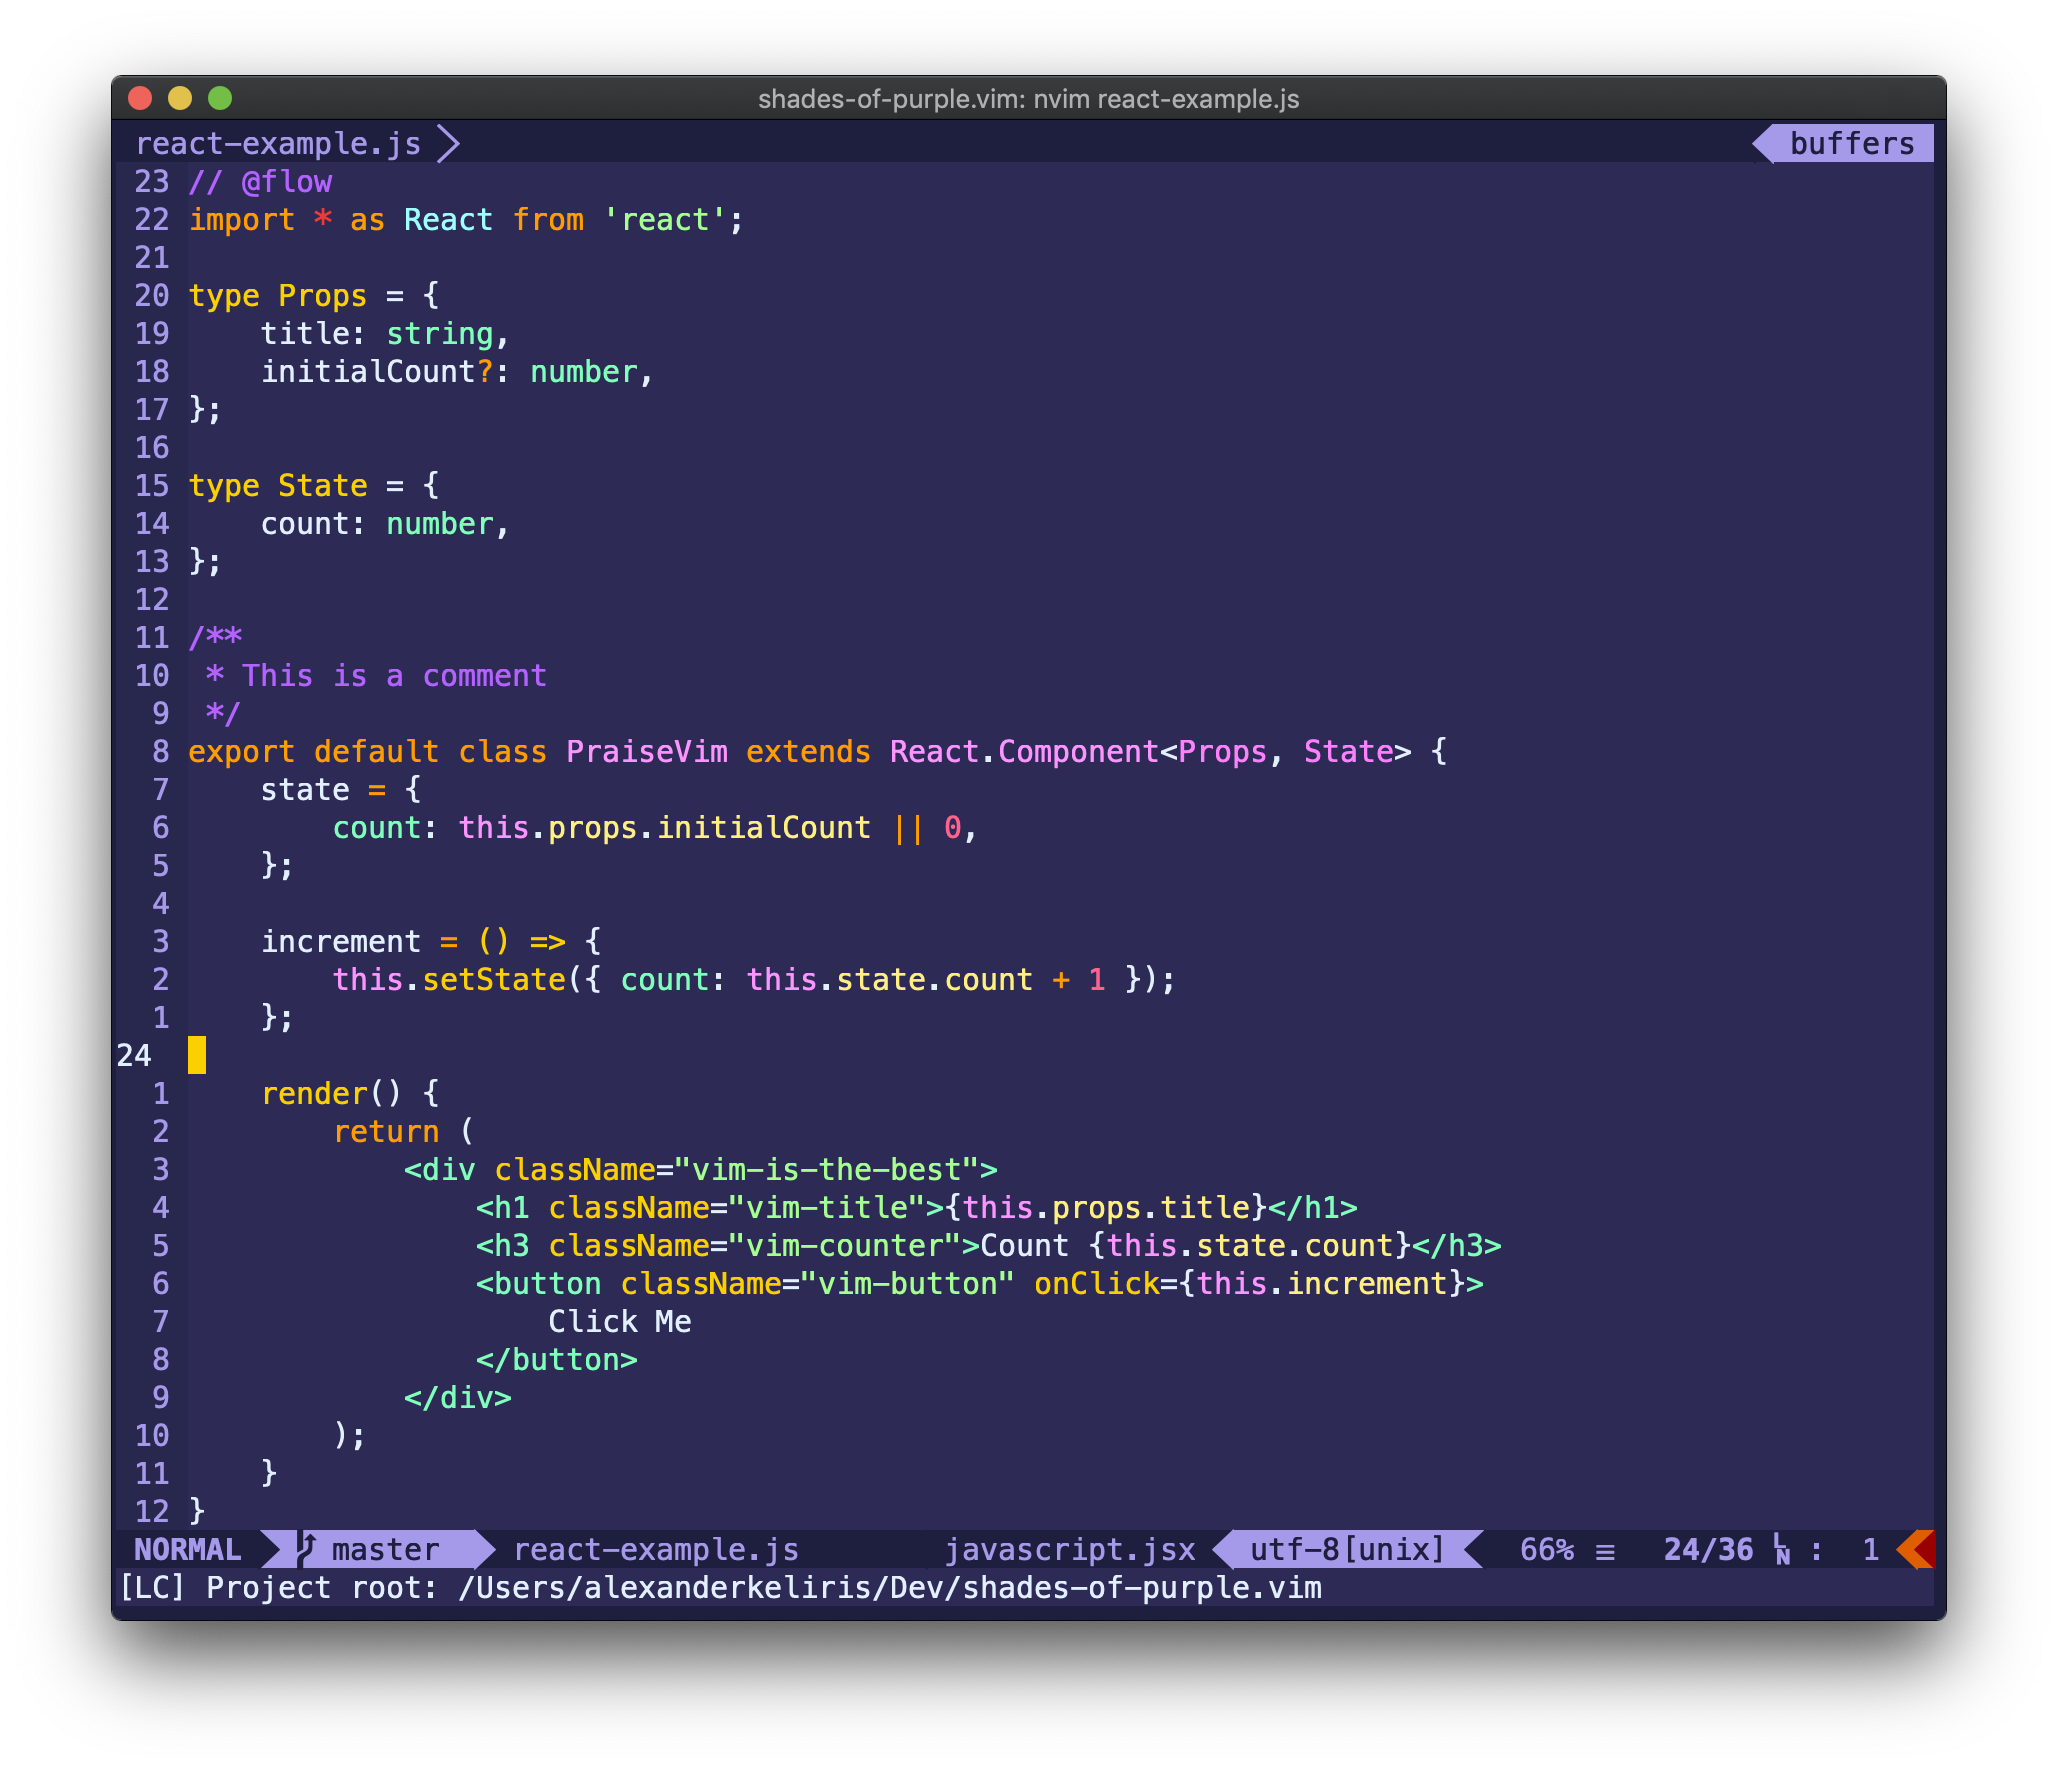 shades-of-purple.vim: nvim react-example.js
react-example.js buffers
23 // @flow
22 import * as React from 'react';
21
20 type Props = {
19     title: string,
18     initialCount?: number,
17 };
16
15 type State = {
14     count: number,
13 };
12
11 /**
10  * This is a comment
9  */
8 export default class PraiseVim extends React.Component<Props, State> {
7     state = {
6         count: this.props.initialCount || 0,
5     };
4
3     increment = () => {
2         this.setState({ count: this.state.count + 1 });
1     };
24
1     render() {
2         return (
3             <div className="vim-is-the-best">
4                 <h1 className="vim-title">{this.props.title}</h1>
5                 <h3 className="vim-counter">Count {this.state.count}</h3>
6                 <button className="vim-button" onClick={this.increment}>
7                     Click Me
8                 </button>
9             </div>
10         );
11     }
12 }
NORMAL master react-example.js javascript.jsx utf-8[unix] 66% ≡ 24/36 LN : 1
[LC] Project root: /Users/alexanderkeliris/Dev/shades-of-purple.vim